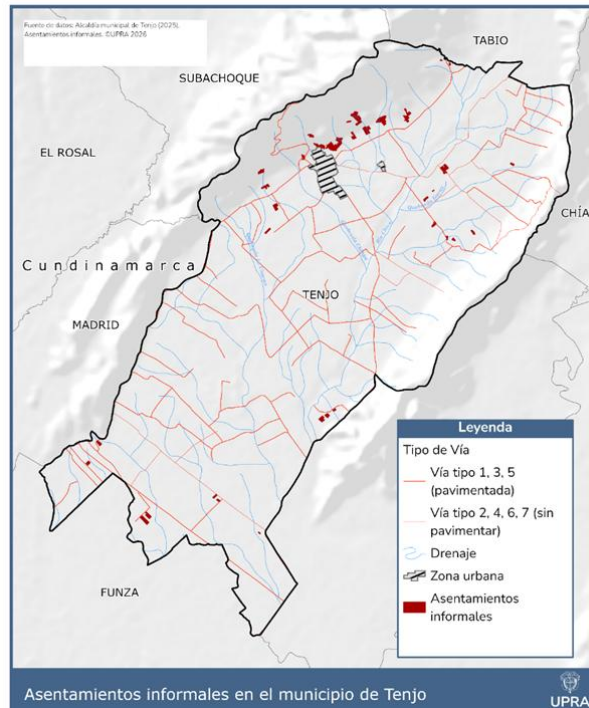 Fuente de datos: Alcaldía municipal de Tenjo (2025).
Asentamientos informales. ©UPRA 2026
TABIO
SUBACHOQUE
EL ROSAL
CHÍA
Cundinamarca
TENJO
MADRID
FUNZA
Leyenda
Tipo de Vía
Vía tipo 1, 3, 5
(pavimentada)
Vía tipo 2, 4, 6, 7 (sin
pavimentar)
Drenaje
Zona urbana
Asentamientos
informales
Asentamientos informales en el municipio de Tenjo
UPRA